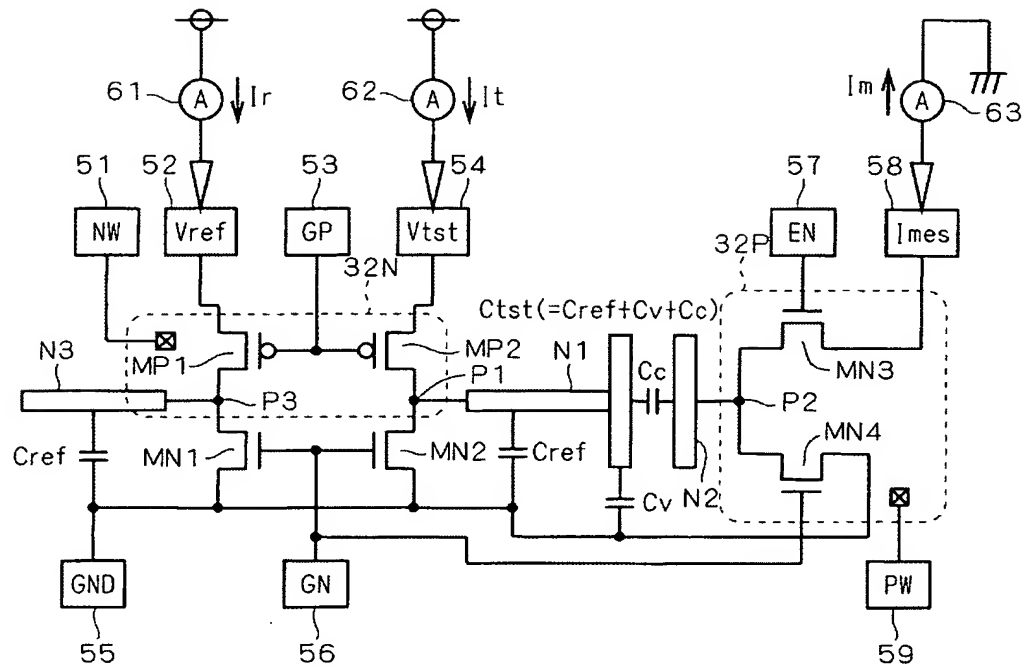 61 A Ir 62 A It Im A 63
51 52 53 54 57 58
NW Vref GP Vtst EN Imes
32N 32P
Ctst(=Cref+Cv+Cc)
N3 MP1 MP2 N1 Cc MN3
P3 P1 P2
Cref MN1 MN2 Cref MN4
Cv N2
GND GN PW
55 56 59